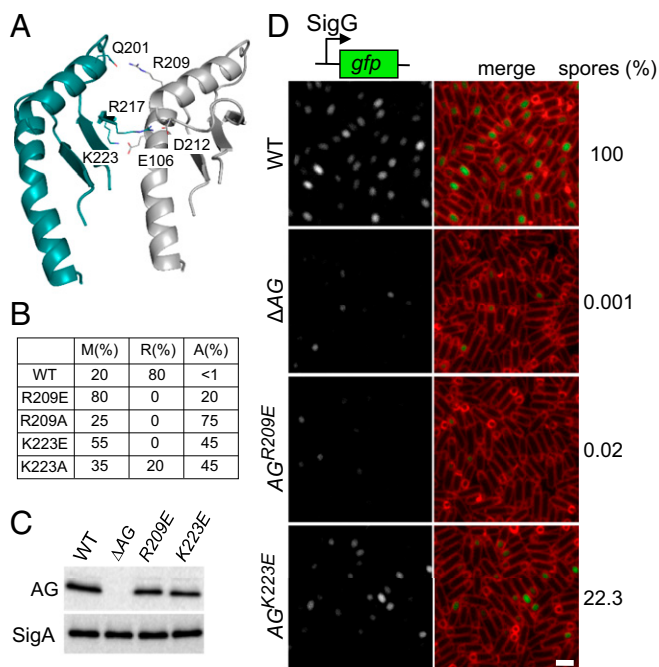 A
Q201
R209
R217
K223
D212
E106
B
M(%) R(%) A(%)
WT 20 80 <1
R209E 80 0 20
R209A 25 0 75
K223E 55 0 45
K223A 35 20 45
C
WT ΔAG R209E K223E
AG
SigA
D
SigG
gfp
merge spores (%)
WT 100
ΔAG 0.001
AG^R209E 0.02
AG^K223E 22.3